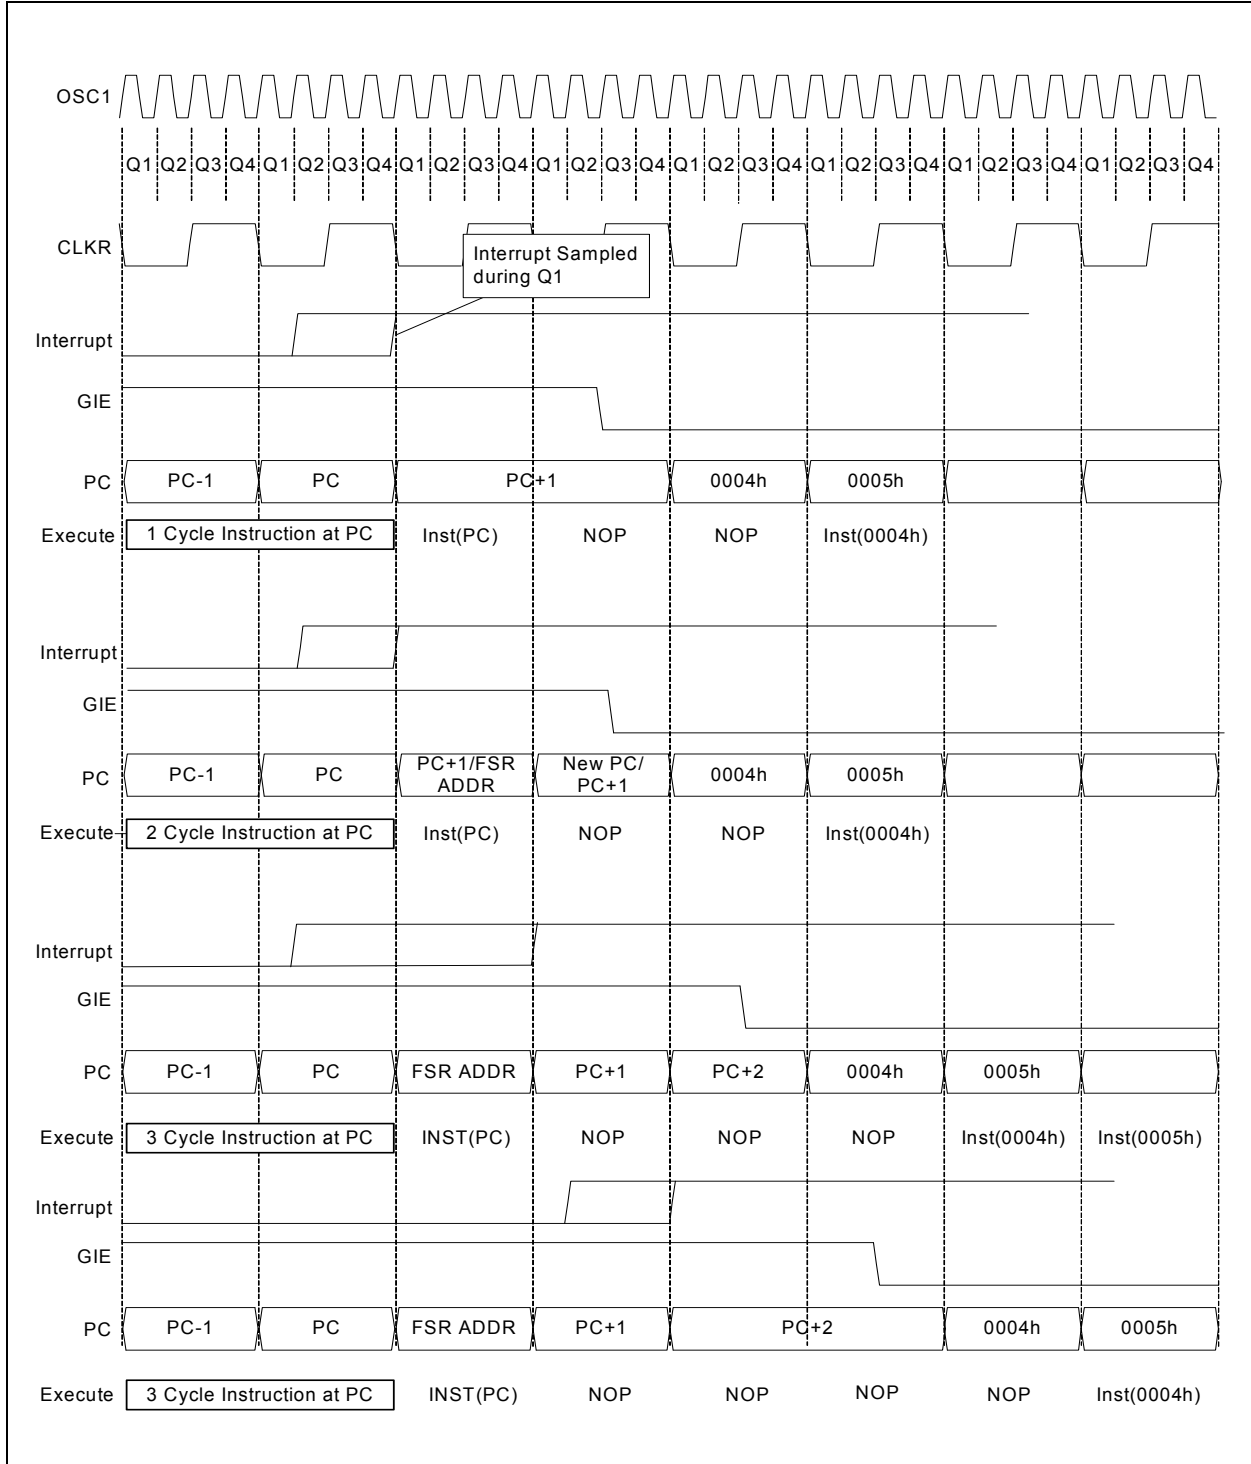 OSC1
Q1 Q2 Q3 Q4 Q1 Q2 Q3 Q4 Q1 Q2 Q3 Q4 Q1 Q2 Q3 Q4 Q1 Q2 Q3 Q4 Q1 Q2 Q3 Q4 Q1 Q2 Q3 Q4 Q1 Q2 Q3 Q4
CLKR
Interrupt Sampled
during Q1
Interrupt
GIE
PC PC-1 PC PC+1 0004h 0005h
Execute 1 Cycle Instruction at PC Inst(PC) NOP NOP Inst(0004h)
Interrupt
GIE
PC PC-1 PC PC+1/FSR ADDR New PC/ PC+1 0004h 0005h
Execute 2 Cycle Instruction at PC Inst(PC) NOP NOP Inst(0004h)
Interrupt
GIE
PC PC-1 PC FSR ADDR PC+1 PC+2 0004h 0005h
Execute 3 Cycle Instruction at PC INST(PC) NOP NOP NOP Inst(0004h) Inst(0005h)
Interrupt
GIE
PC PC-1 PC FSR ADDR PC+1 PC+2 0004h 0005h
Execute 3 Cycle Instruction at PC INST(PC) NOP NOP NOP NOP Inst(0004h)